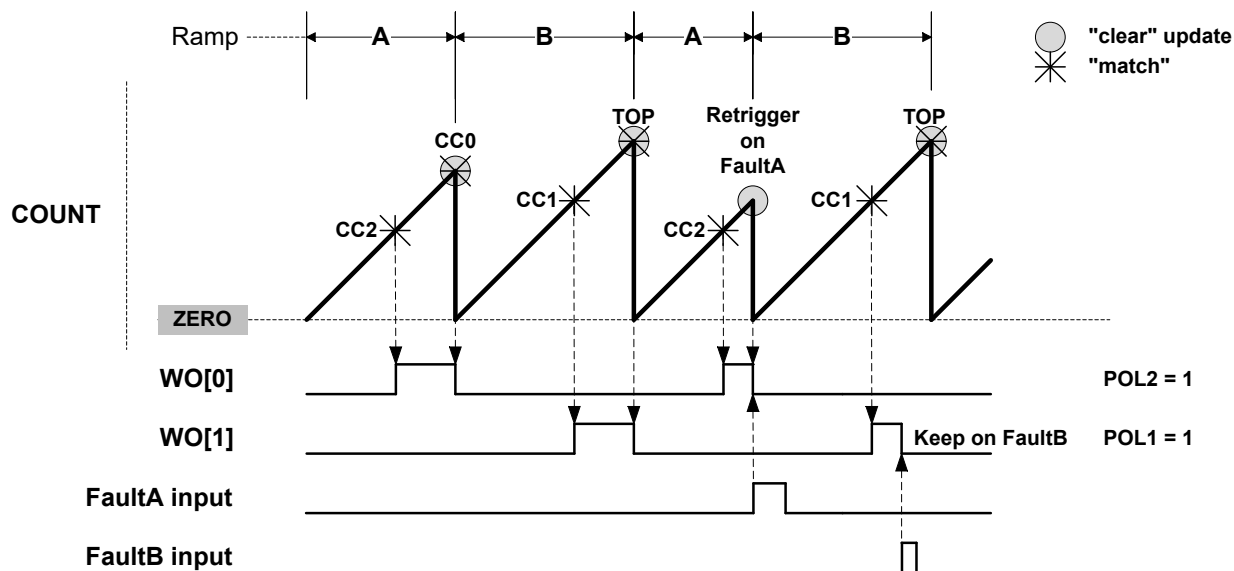 Ramp A B A B
"clear" update
"match"
TOP Retrigger TOP
CC0 on
FaultA
CC1 CC1
COUNT
CC2 CC2
ZERO
WO[0] POL2 = 1
WO[1] Keep on FaultB POL1 = 1
FaultA input
FaultB input